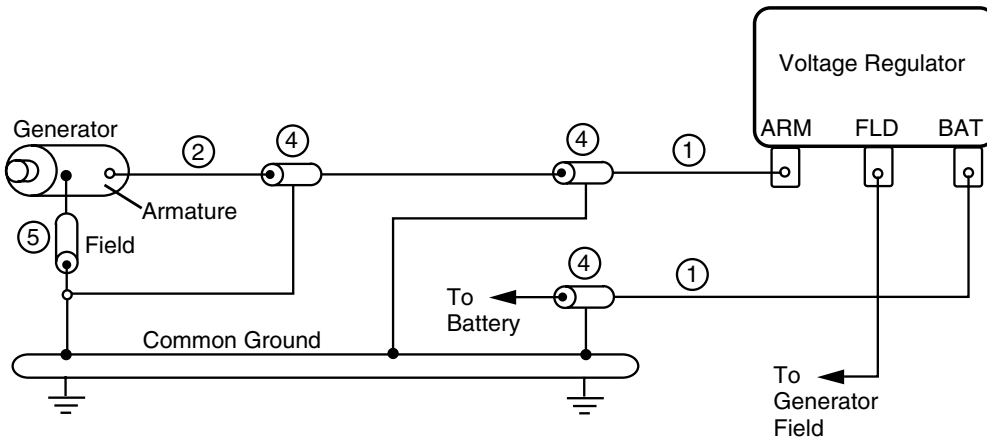 Voltage Regulator
ARM FLD BAT
Generator
2
4
4
1
Armature
5
Field
4
1
To
Battery
Common Ground
To
Generator
Field